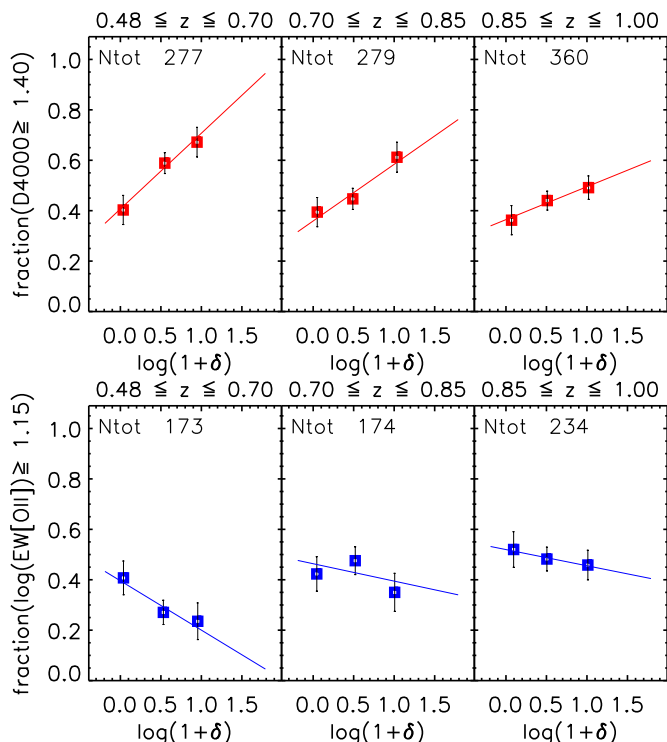 0.48 ≦ z ≦ 0.70 0.70 ≦ z ≦ 0.85 0.85 ≦ z ≦ 1.00
Ntot 277 Ntot 279 Ntot 360
fraction(D4000≧ 1.40)
1.0
0.8
0.6
0.4
0.2
0.0
0.0 0.5 1.0 1.5 0.0 0.5 1.0 1.5 0.0 0.5 1.0 1.5
log(1+δ) log(1+δ) log(1+δ)
0.48 ≦ z ≦ 0.70 0.70 ≦ z ≦ 0.85 0.85 ≦ z ≦ 1.00
Ntot 173 Ntot 174 Ntot 234
fraction(log(EW[OII])≧ 1.15)
1.0
0.8
0.6
0.4
0.2
0.0
0.0 0.5 1.0 1.5 0.0 0.5 1.0 1.5 0.0 0.5 1.0 1.5
log(1+δ) log(1+δ) log(1+δ)